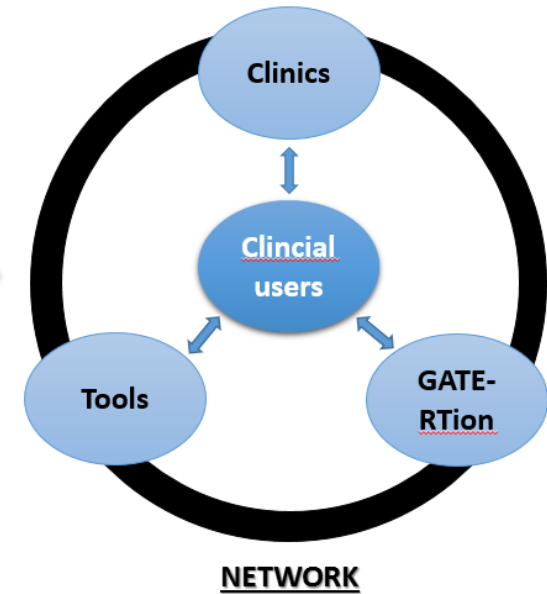 Clinics
Clincial
users
Tools
GATE-
RTion
NETWORK